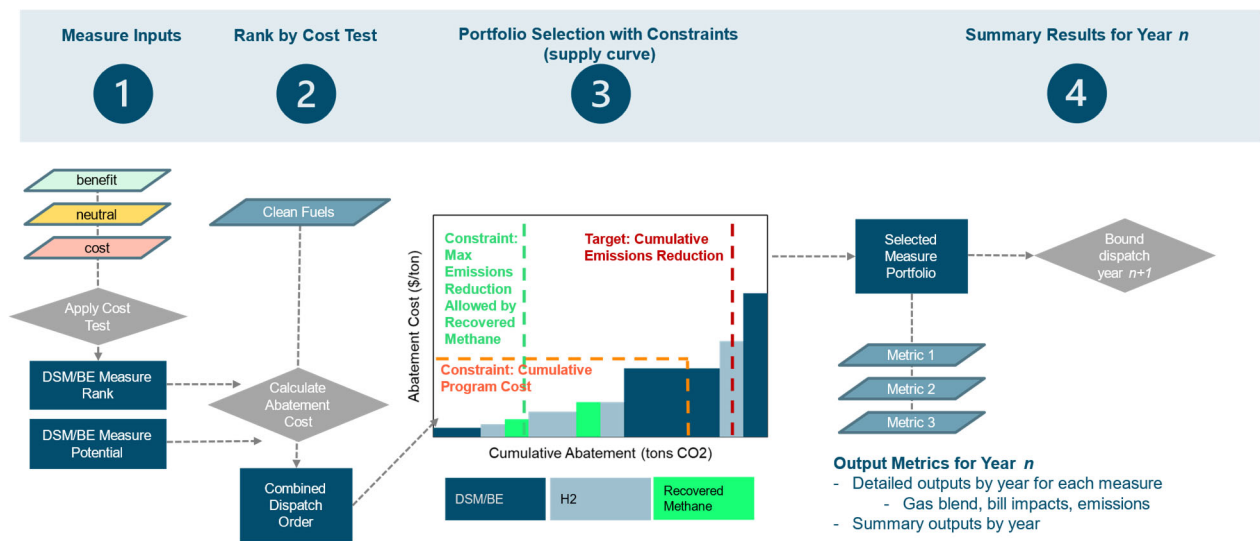 Measure Inputs
1
Rank by Cost Test
2
Portfolio Selection with Constraints
(supply curve)
3
Summary Results for Year n
4
benefit
neutral
cost
Apply Cost
Test
DSM/BE Measure
Rank
DSM/BE Measure
Potential
Clean Fuels
Calculate
Abatement
Cost
Combined
Dispatch
Order
Abatement Cost ($/ton)
Constraint:
Max
Emissions
Reduction
Allowed by
Recovered
Methane
Target: Cumulative
Emissions Reduction
Constraint: Cumulative
Program Cost
Cumulative Abatement (tons CO2)
DSM/BE
H2
Recovered
Methane
Selected
Measure
Portfolio
Bound
dispatch
year n+1
Metric 1
Metric 2
Metric 3
Output Metrics for Year n
- Detailed outputs by year for each measure
- Gas blend, bill impacts, emissions
- Summary outputs by year